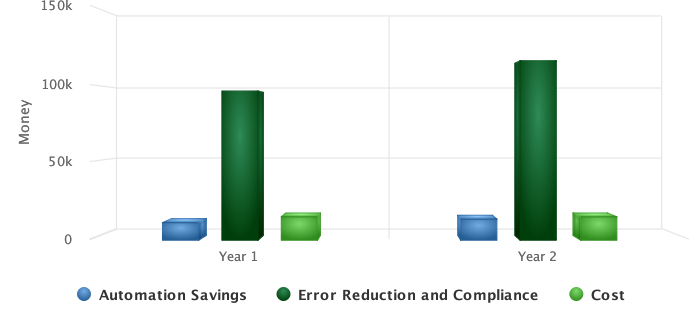 150k
100k
Money
50k
0
Year 1
Year 2
Automation Savings
Error Reduction and Compliance
Cost